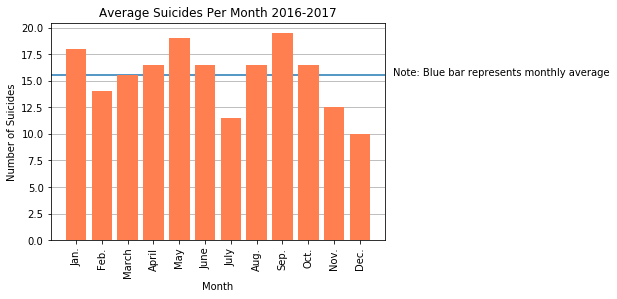 Average Suicides Per Month 2016-2017
20.0
17.5
15.0
12.5
10.0
7.5
5.0
2.5
0.0
Number of Suicides
Note: Blue bar represents monthly average
Jan.
Feb.
March
April
May
June
July
Aug.
Sep.
Oct.
Nov.
Dec.
Month